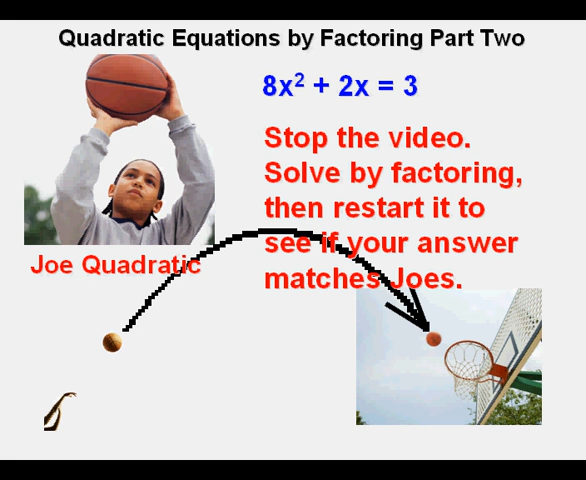 Quadratic Equations by Factoring Part Two
8x² + 2x = 3
Stop the video.
Solve by factoring,
then restart it to
see if your answer
matches Joes.
Joe Quadratic